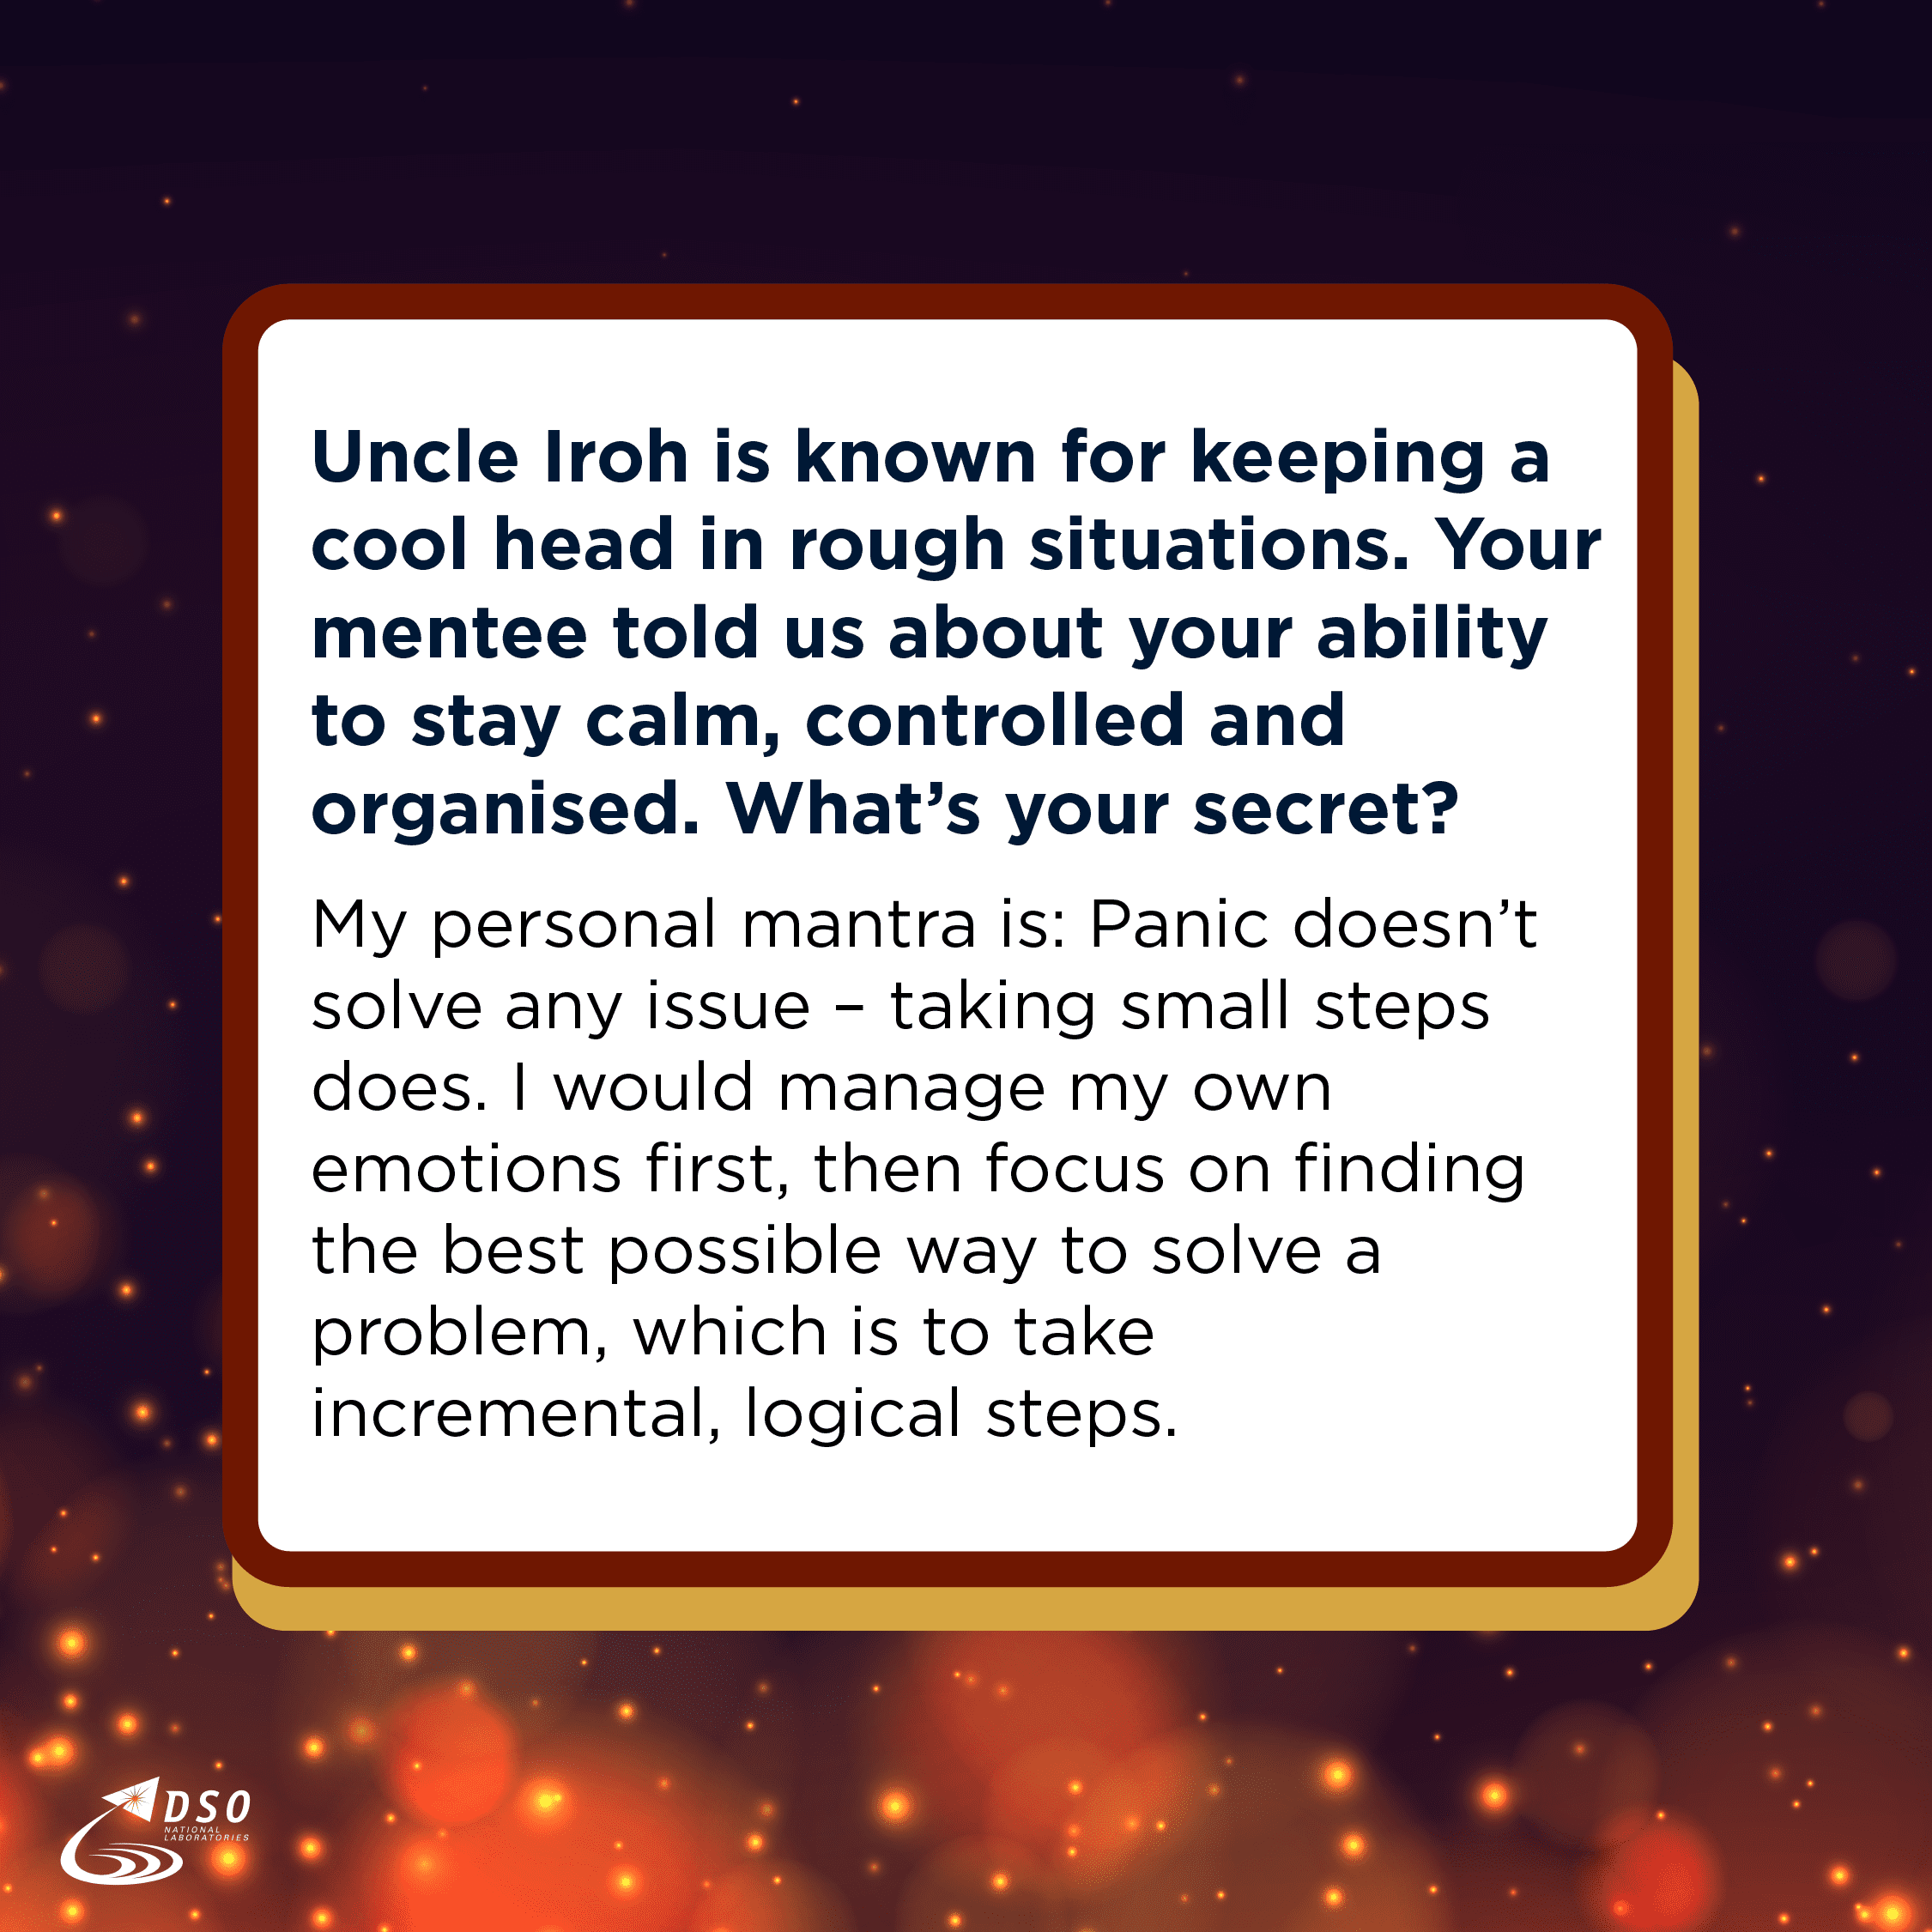 Uncle Iroh is known for keeping a
cool head in rough situations. Your
mentee told us about your ability
to stay calm, controlled and
organised. What’s your secret?
My personal mantra is: Panic doesn’t
solve any issue – taking small steps
does. I would manage my own
emotions first, then focus on finding
the best possible way to solve a
problem, which is to take
incremental, logical steps.
DSO
NATIONAL
LABORATORIES